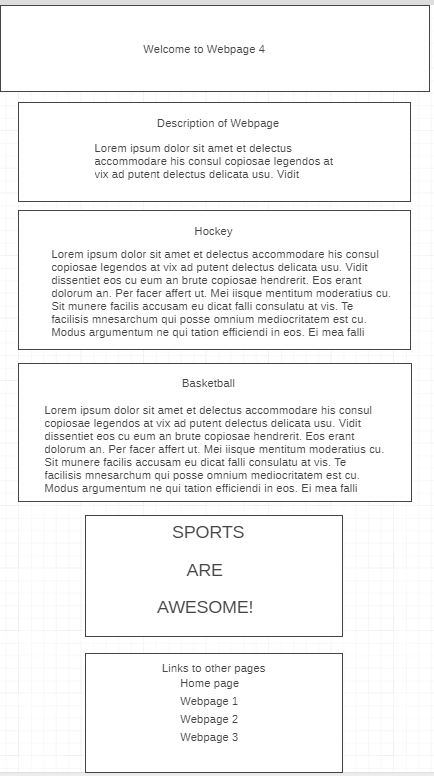 Welcome to Webpage 4
Description of Webpage
Lorem ipsum dolor sit amet et delectus
accommodare his consul copiosae legendos at
vix ad putent delectus delicata usu. Vidit
Hockey
Lorem ipsum dolor sit amet et delectus accommodare his consul
copiosae legendos at vix ad putent delectus delicata usu. Vidit
dissentiet eos cu eum an brute copiosae hendrerit. Eos erant
dolorum an. Per facer affert ut. Mei iisque mentitum moderatius cu.
Sit munere facilis accusam eu dicat falli consulatu at vis. Te
facilisis mnesarchum qui posse omnium mediocritatem est cu.
Modus argumentum ne qui tation efficiendi in eos. Ei mea falli
Basketball
Lorem ipsum dolor sit amet et delectus accommodare his consul
copiosae legendos at vix ad putent delectus delicata usu. Vidit
dissentiet eos cu eum an brute copiosae hendrerit. Eos erant
dolorum an. Per facer affert ut. Mei iisque mentitum moderatius cu.
Sit munere facilis accusam eu dicat falli consulatu at vis. Te
facilisis mnesarchum qui posse omnium mediocritatem est cu.
Modus argumentum ne qui tation efficiendi in eos. Ei mea falli
SPORTS
ARE
AWESOME!
Links to other pages
Home page
Webpage 1
Webpage 2
Webpage 3